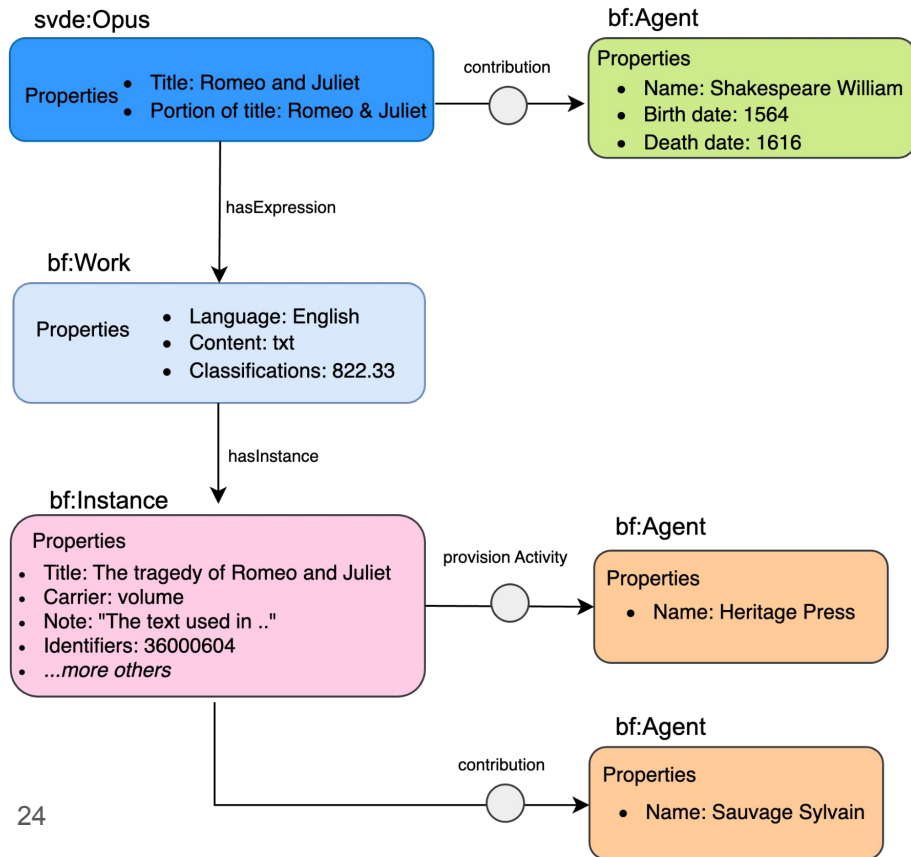 svde:Opus
Properties
• Title: Romeo and Juliet
• Portion of title: Romeo & Juliet
contribution
bf:Agent
Properties
• Name: Shakespeare William
• Birth date: 1564
• Death date: 1616
hasExpression
bf:Work
Properties
• Language: English
• Content: txt
• Classifications: 822.33
hasInstance
bf:Instance
Properties
• Title: The tragedy of Romeo and Juliet
• Carrier: volume
• Note: "The text used in .."
• Identifiers: 36000604
• ...more others
provision Activity
bf:Agent
Properties
• Name: Heritage Press
contribution
bf:Agent
Properties
• Name: Sauvage Sylvain
24